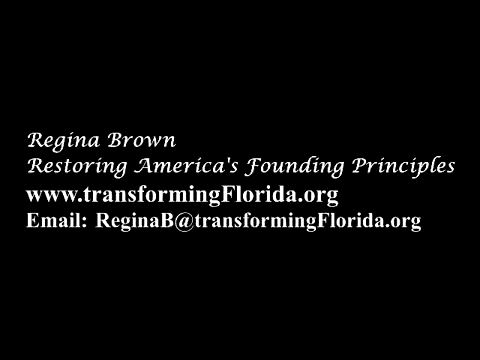 Regina Brown
Restoring America's Founding Principles
www.transformingFlorida.org
Email: ReginaB@transformingFlorida.org